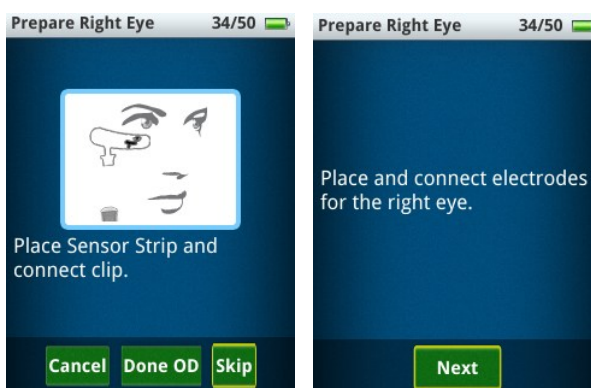 Prepare Right Eye 34/50
Place Sensor Strip and
connect clip.
Cancel Done OD Skip
Prepare Right Eye 34/50
Place and connect electrodes
for the right eye.
Next